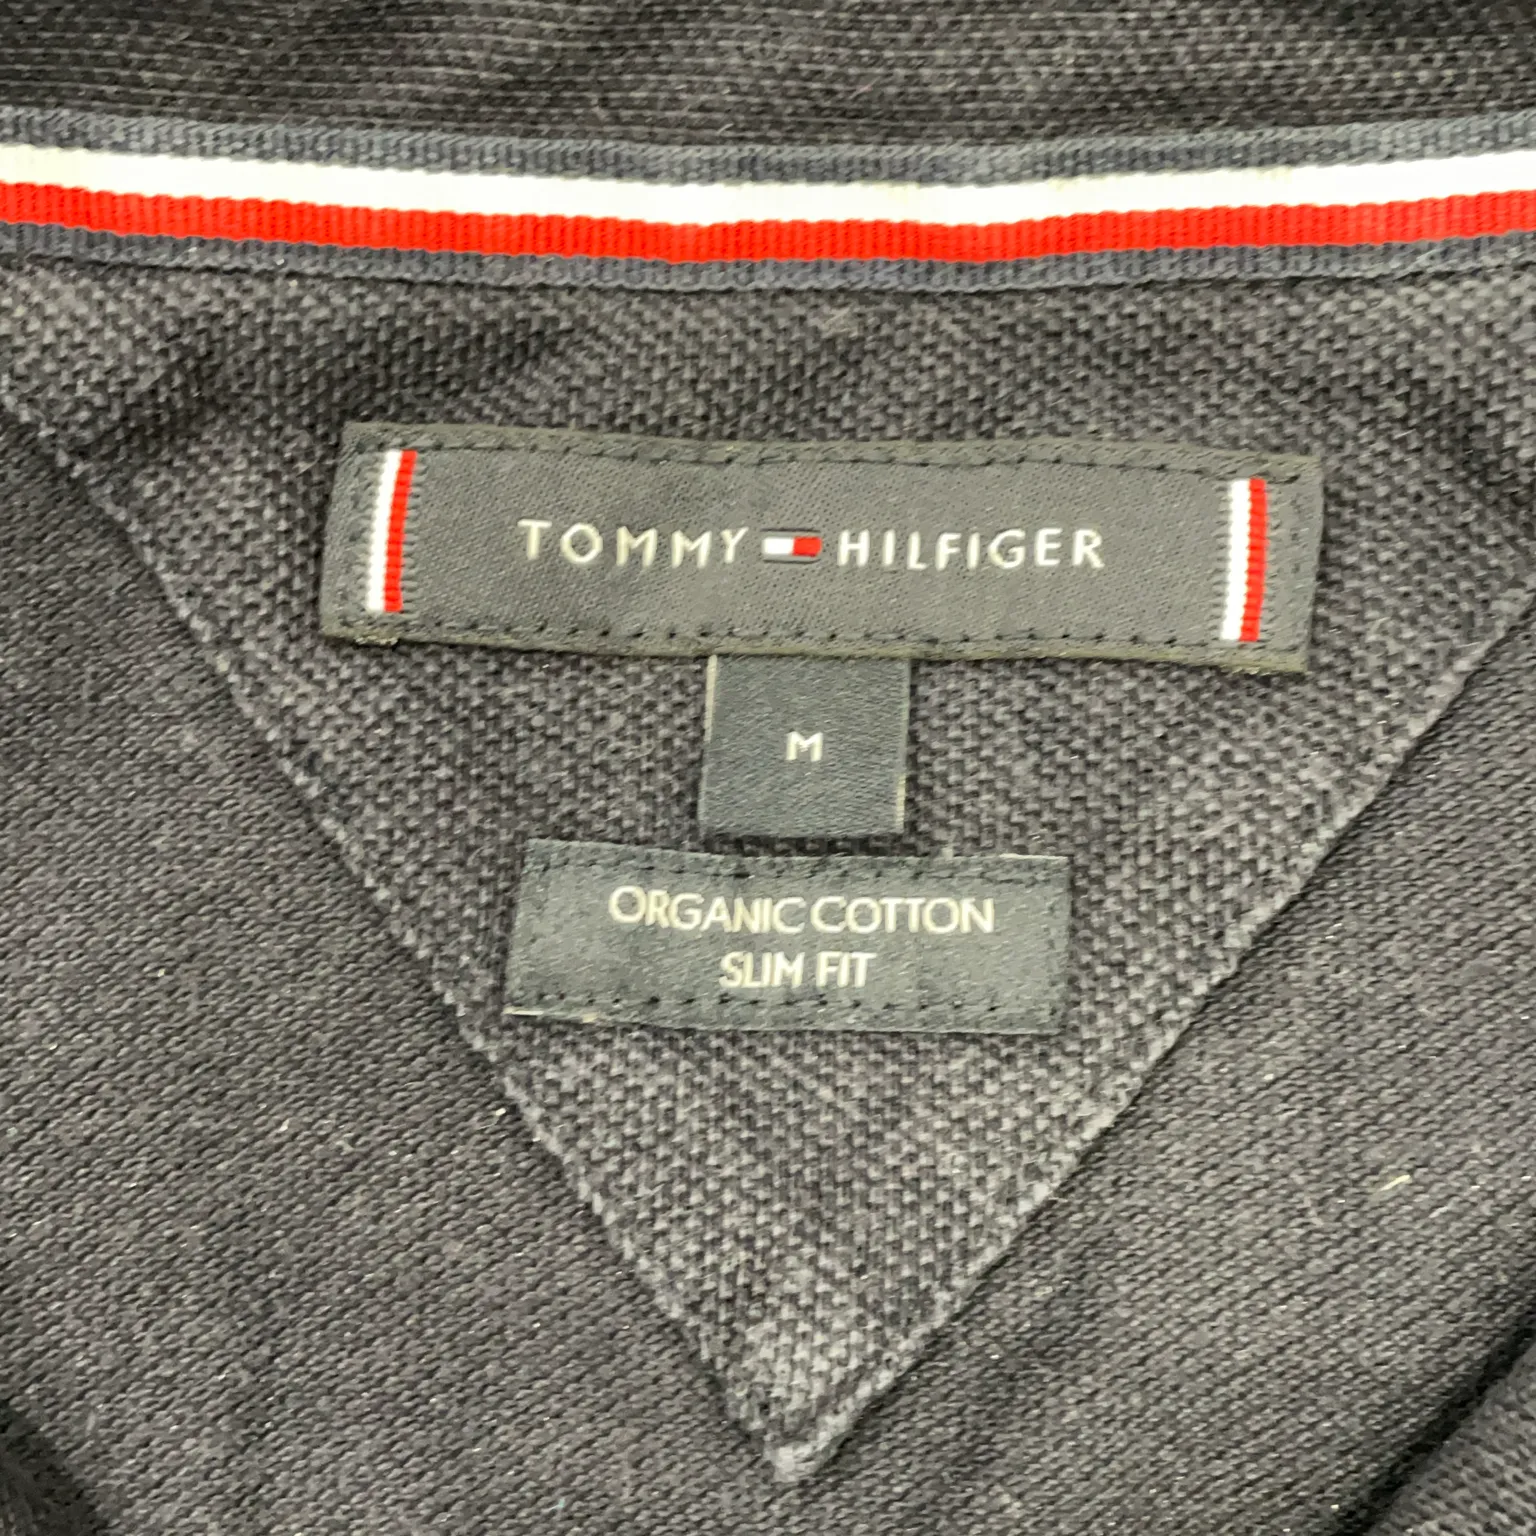 TOMMY HILFIGER
M
ORGANIC COTTON
SLIM FIT